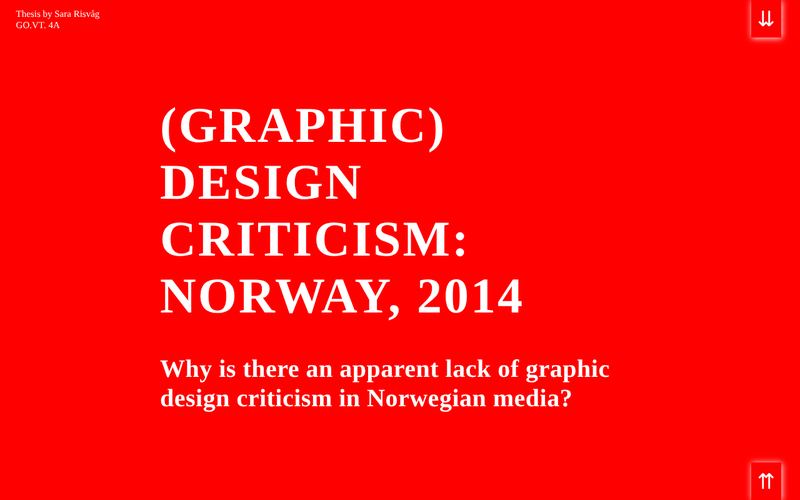 Thesis by Sara Risvåg
GO.VT. 4A
⇊
(GRAPHIC)
DESIGN
CRITICISM:
NORWAY, 2014
Why is there an apparent lack of graphic
design criticism in Norwegian media?
⇈